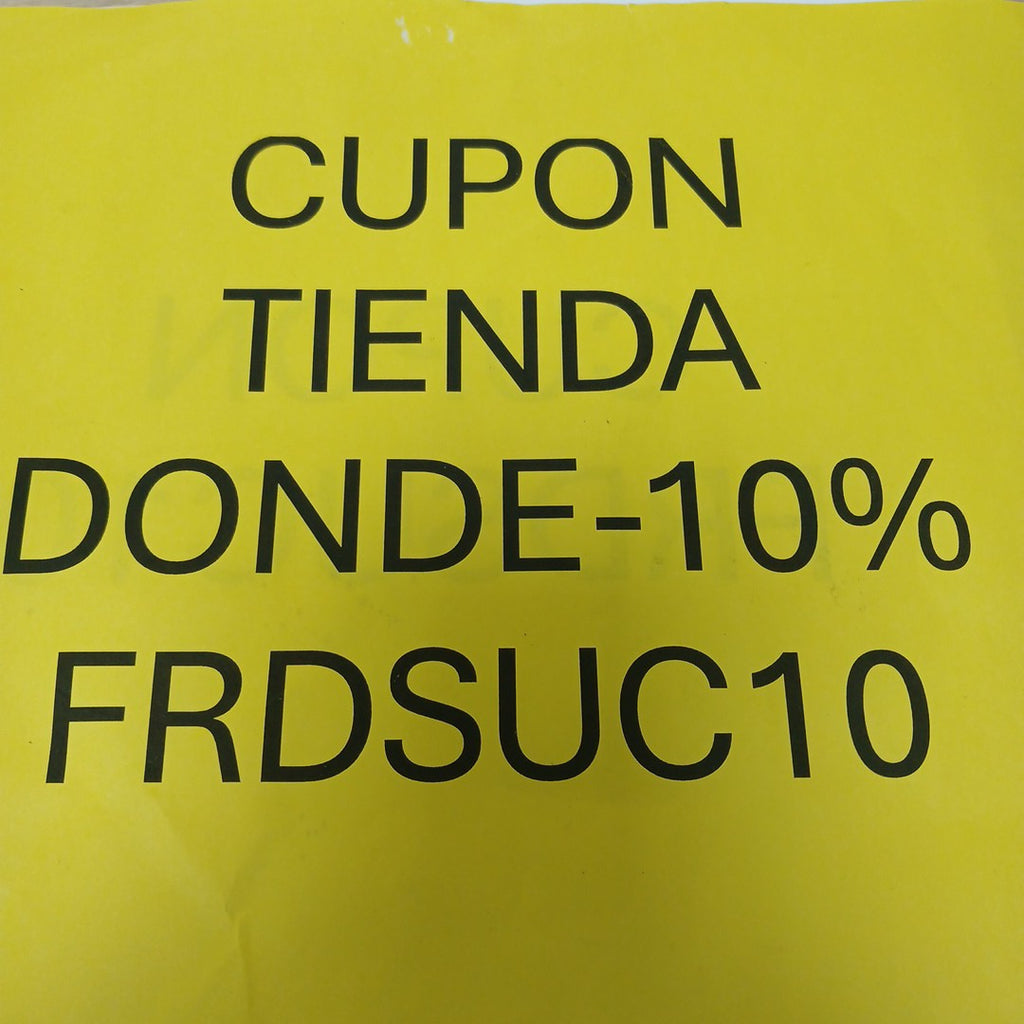 CUPON
TIENDA
DONDE-10%
FRDSUC10